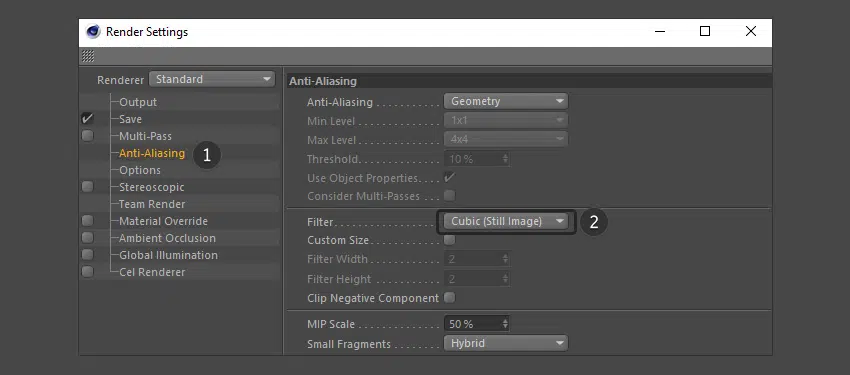 Render Settings
Renderer Standard
Output
Save
Multi-Pass
Anti-Aliasing 1
Options
Stereoscopic
Team Render
Material Override
Ambient Occlusion
Global Illumination
Cel Renderer
Anti-Aliasing
Anti-Aliasing . . . . . . . . . . . Geometry
Min Level . . . . . . . . . . . . . . 1x1
Max Level . . . . . . . . . . . . . 4x4
Threshold. . . . . . . . . . . . . . 10 %
Use Object Properties. . . . .
Consider Multi-Passes . . . .
Filter. . . . . . . . . . . . . . . . . . . Cubic (Still Image) 2
Custom Size. . . . . . . . . . . .
Filter Width . . . . . . . . . . . . 2
Filter Height . . . . . . . . . . . 2
Clip Negative Component
MIP Scale . . . . . . . . . . . . . . 50 %
Small Fragments . . . . . . . . Hybrid